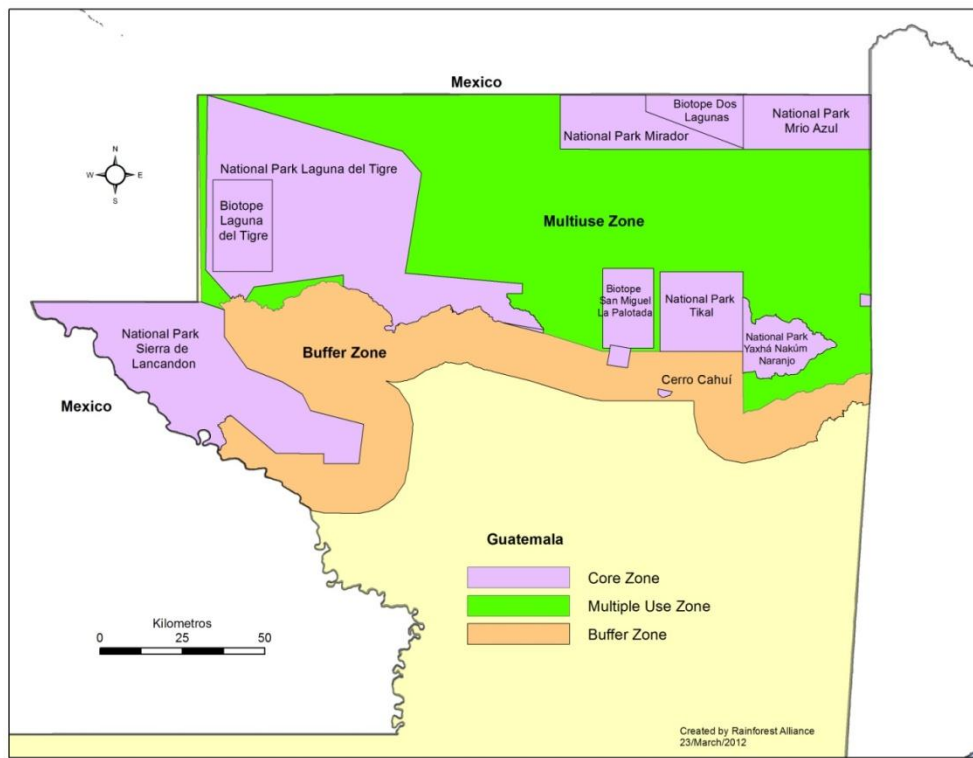 Mexico
Biotope Dos
Lagunas
National Park
Mrio Azul
National Park Mirador
N
W
E
S
National Park Laguna del Tigre
Biotope
Laguna
del Tigre
Multiuse Zone
Biotope
San Miguel
La Palotada
National Park
Tikal
National Park
Yaxhá Nakúm
Naranjo
National Park
Sierra de
Lancandon
Buffer Zone
Cerro Cahuí
Mexico
Guatemala
Core Zone
Multiple Use Zone
Buffer Zone
Kilometros
0 25 50
Created by Rainforest Alliance
23/March/2012